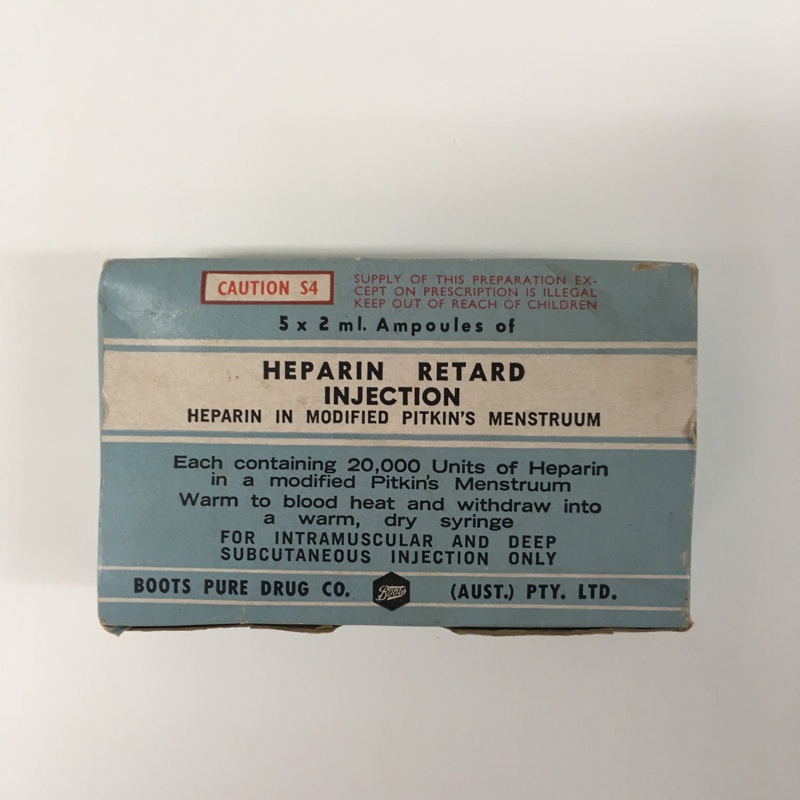 CAUTION S4
SUPPLY OF THIS PREPARATION EX-
CEPT ON PRESCRIPTION IS ILLEGAL
KEEP OUT OF REACH OF CHILDREN
5 x 2 ml. Ampoules of
HEPARIN RETARD
INJECTION
HEPARIN IN MODIFIED PITKIN'S MENSTRUUM
Each containing 20,000 Units of Heparin
in a modified Pitkin's Menstruum
Warm to blood heat and withdraw into
a warm, dry syringe
FOR INTRAMUSCULAR AND DEEP
SUBCUTANEOUS INJECTION ONLY
BOOTS PURE DRUG CO. Boots (AUST.) PTY. LTD.